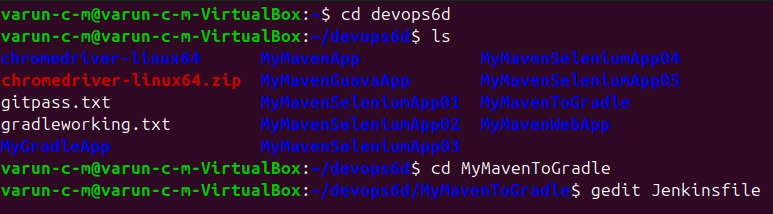 varun-c-m@varun-c-m-VirtualBox:~$ cd devops6d
varun-c-m@varun-c-m-VirtualBox:~/devops6d$ ls
chromedriver-linux64 MyMavenApp MyMavenSeleniumApp04
chromedriver-linux64.zip MyMavenGuavaApp MyMavenSeleniumApp05
gitpass.txt MyMavenSeleniumApp01 MyMavenToGradle
gradleworking.txt MyMavenSeleniumApp02 MyMavenWebApp
MyGradleApp MyMavenSeleniumApp03
varun-c-m@varun-c-m-VirtualBox:~/devops6d$ cd MyMavenToGradle
varun-c-m@varun-c-m-VirtualBox:~/devops6d/MyMavenToGradle$ gedit Jenkinsfile